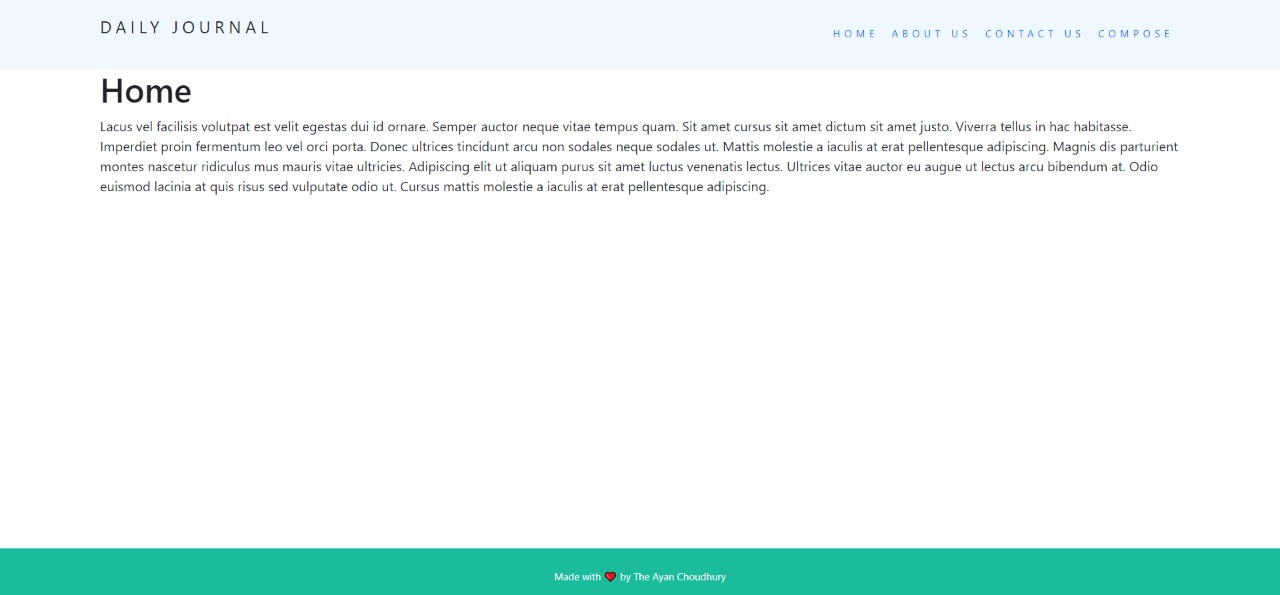 DAILY JOURNAL
HOME ABOUT US CONTACT US COMPOSE
Home
Lacus vel facilisis volutpat est velit egestas dui id ornare. Semper auctor neque vitae tempus quam. Sit amet cursus sit amet dictum sit amet justo. Viverra tellus in hac habitasse.
Imperdiet proin fermentum leo vel orci porta. Donec ultrices tincidunt arcu non sodales neque sodales ut. Mattis molestie a iaculis at erat pellentesque adipiscing. Magnis dis parturient
montes nascetur ridiculus mus mauris vitae ultricies. Adipiscing elit ut aliquam purus sit amet luctus venenatis lectus. Ultrices vitae auctor eu augue ut lectus arcu bibendum at. Odio
euismod lacinia at quis risus sed vulputate odio ut. Cursus mattis molestie a iaculis at erat pellentesque adipiscing.
Made with ❤ by The Ayan Choudhury